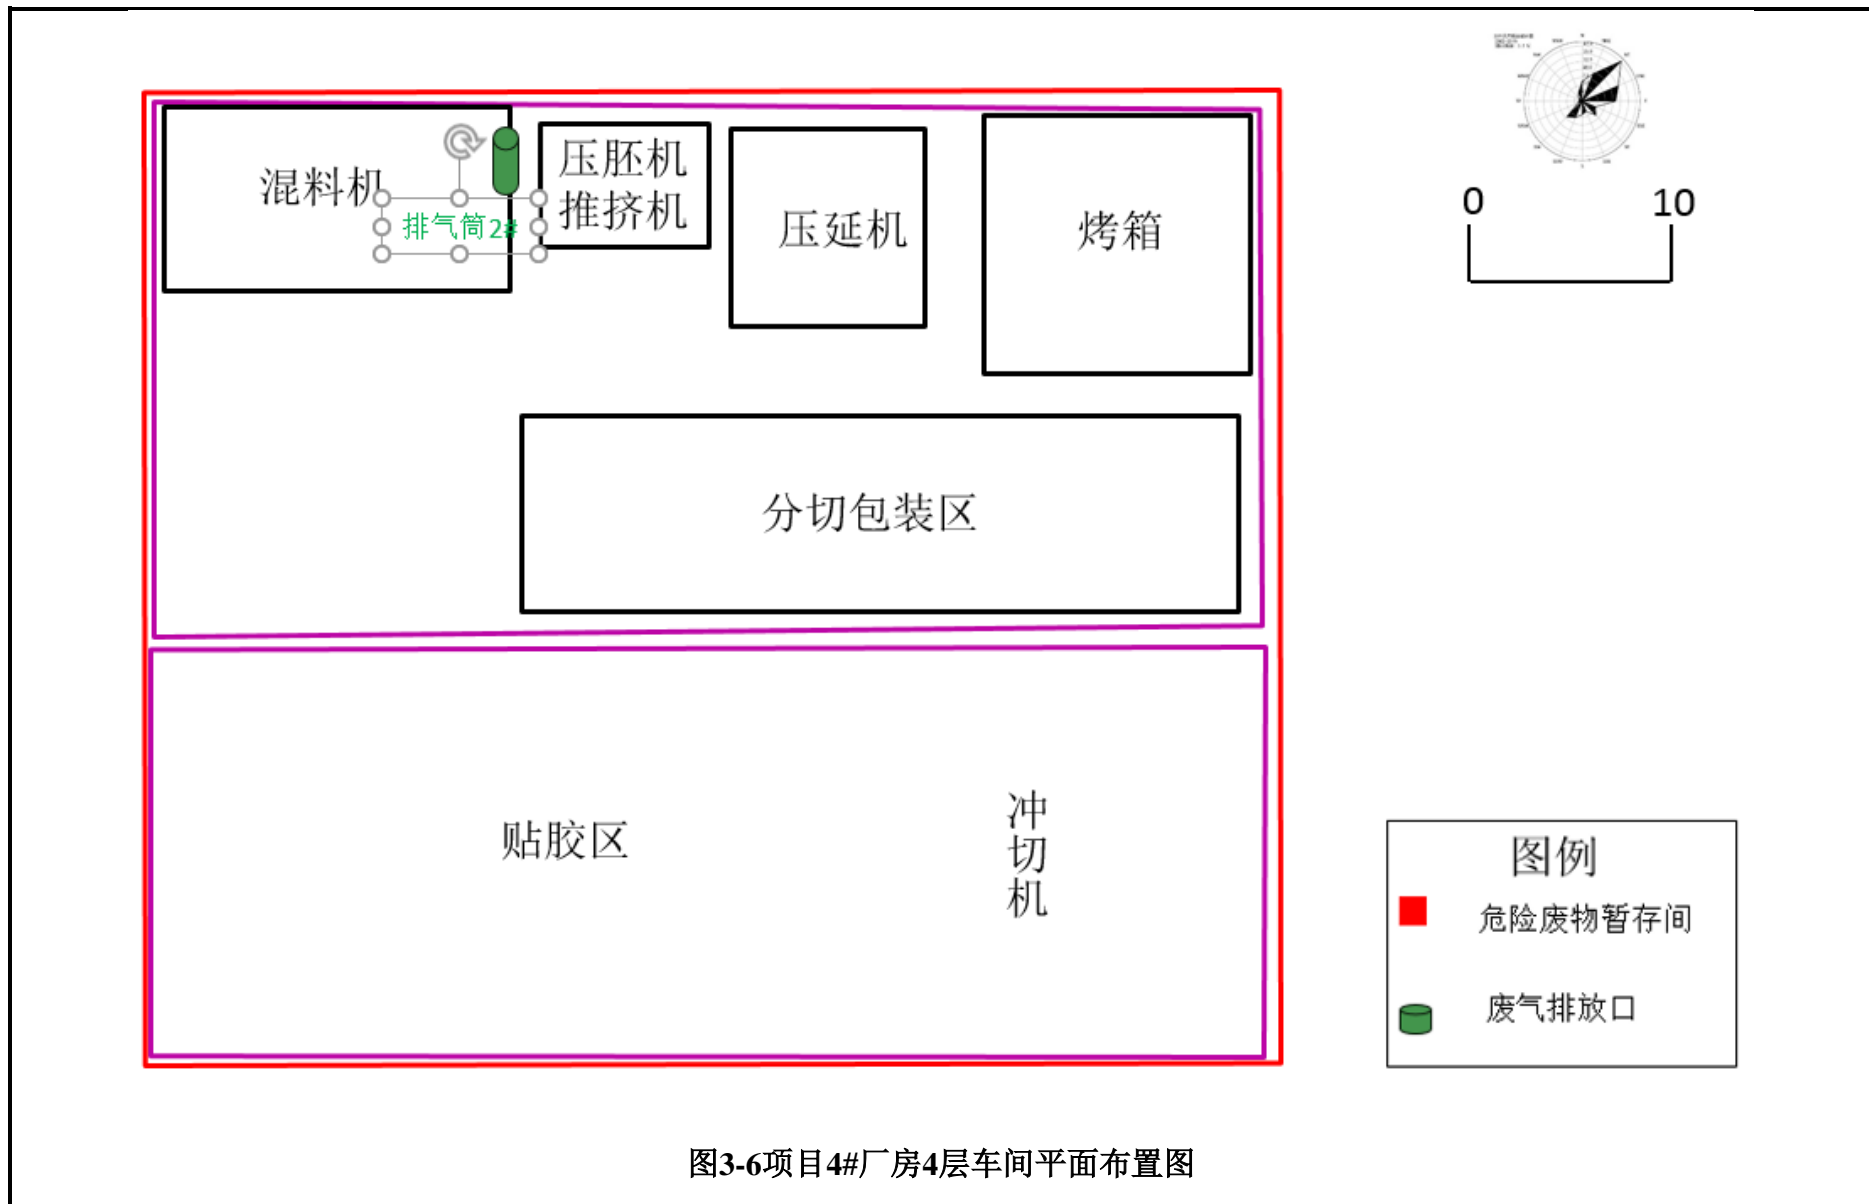 混料机
排气筒2#
压胚机
推挤机
压延机
烤箱
0 10
分切包装区
贴胶区
冲切机
图例
危险废物暂存间
废气排放口
图3-6项目4#厂房4层车间平面布置图